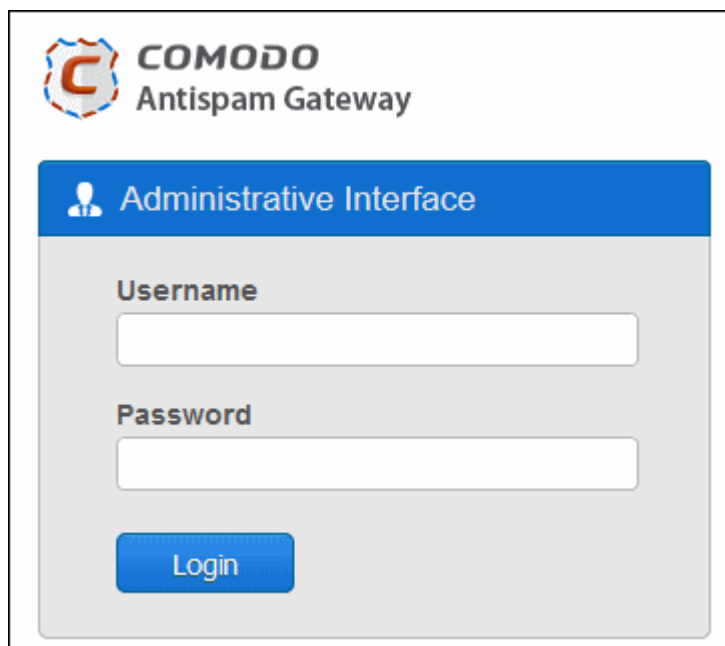 C
COMODO
Antispam Gateway
Administrative Interface
Username
Password
Login